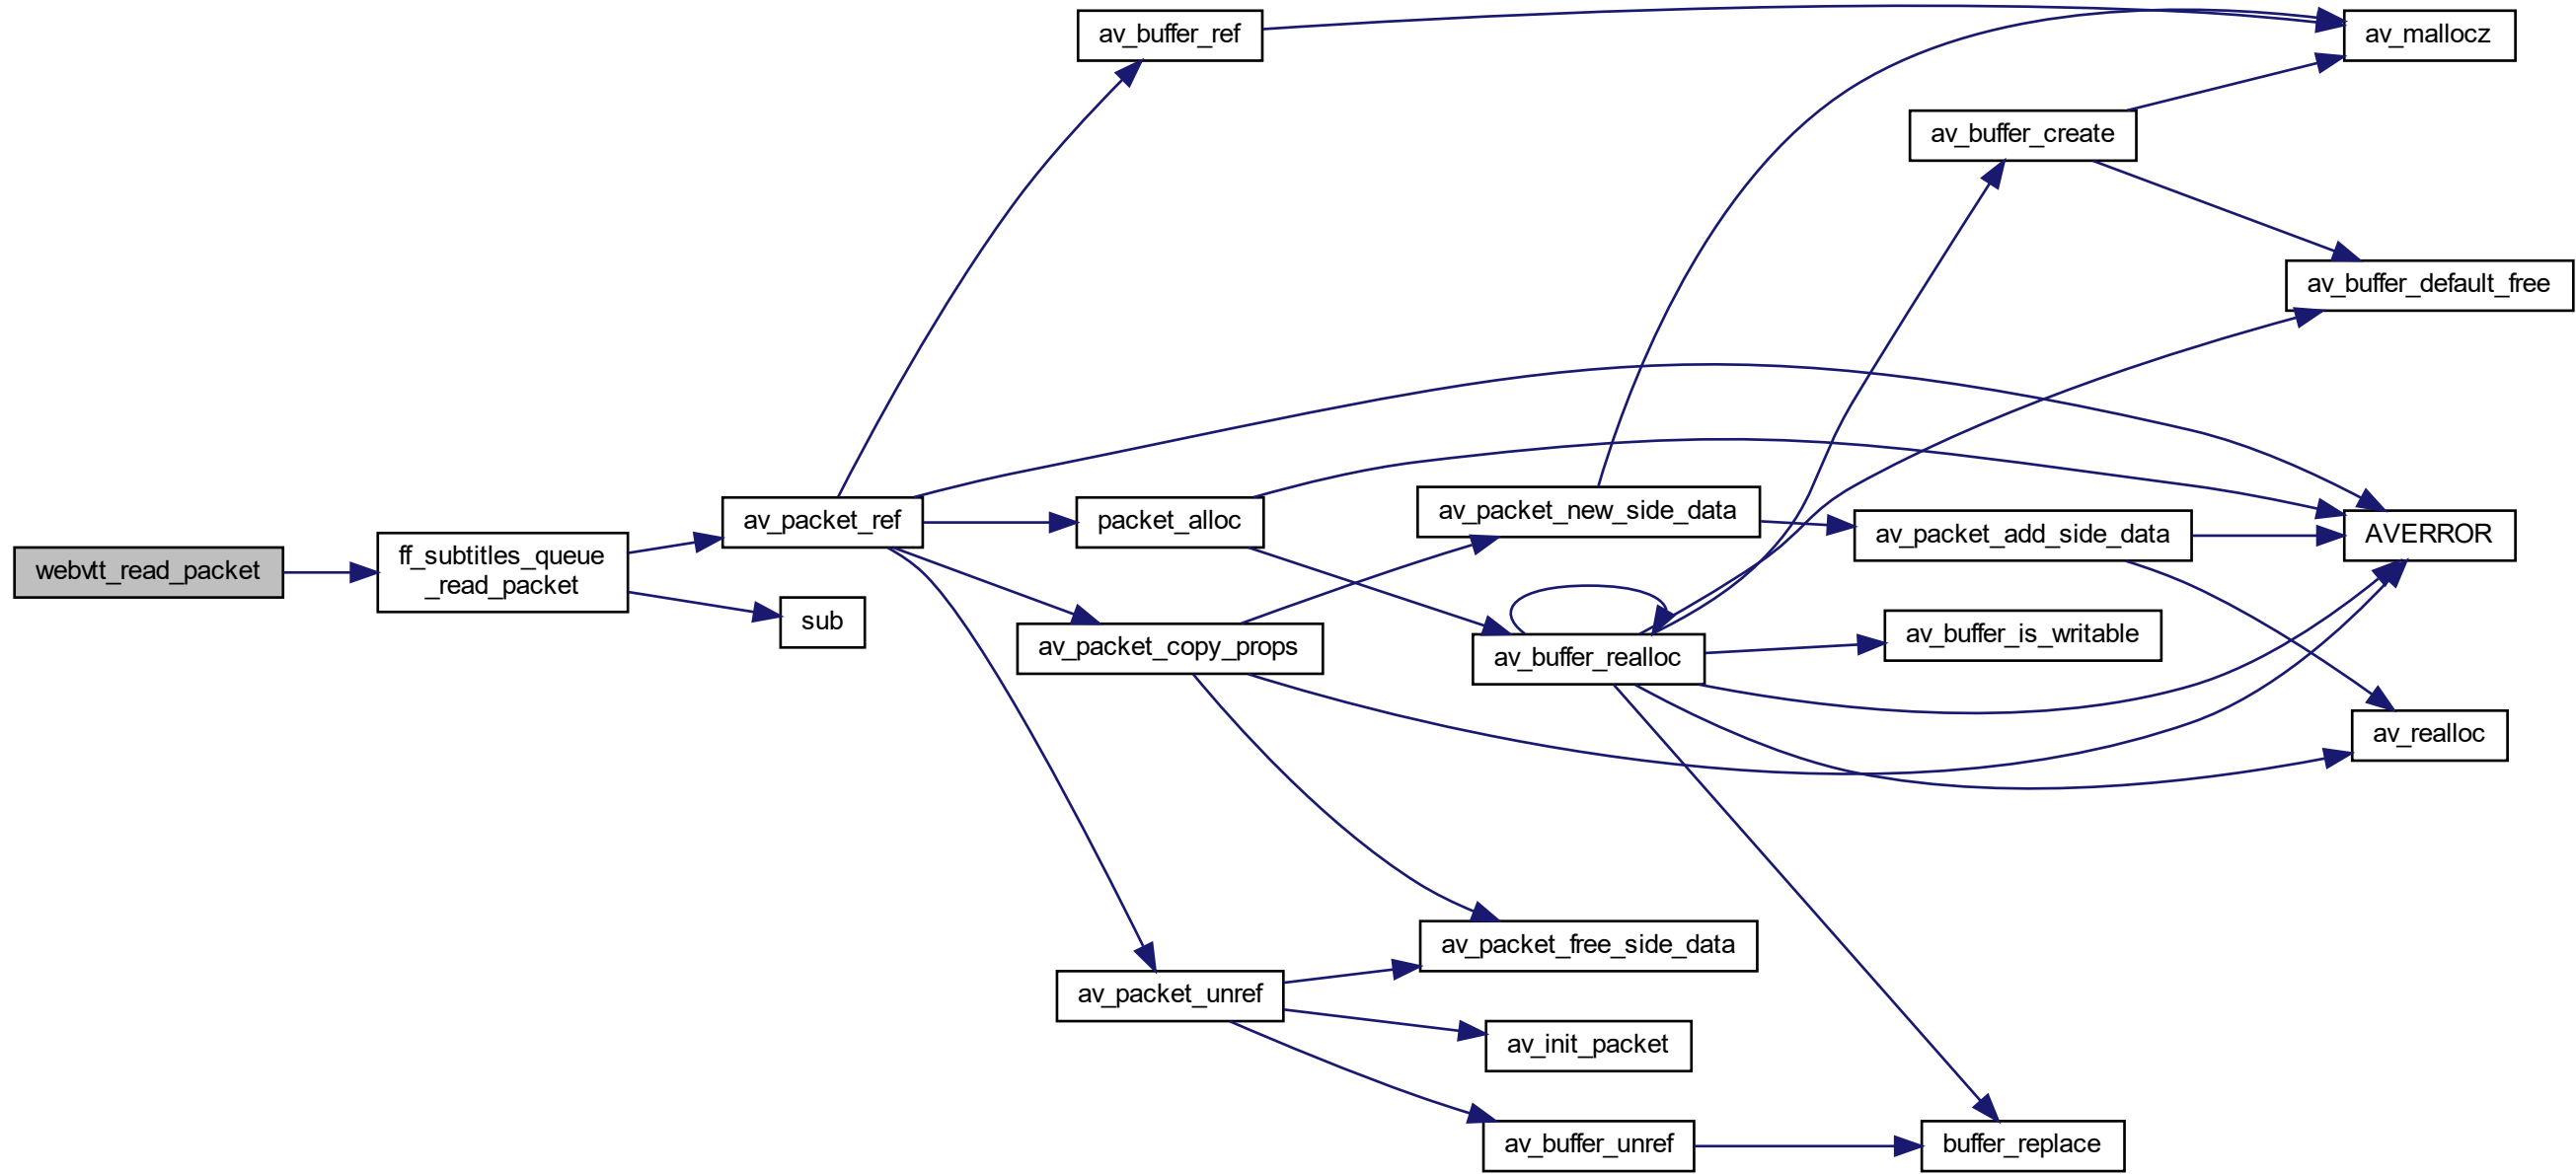 webvtt_read_packet
ff_subtitles_queue
_read_packet
av_packet_ref
sub
av_buffer_ref
packet_alloc
av_packet_copy_props
av_packet_unref
av_packet_new_side_data
av_buffer_realloc
av_packet_free_side_data
av_init_packet
av_buffer_unref
av_buffer_create
av_packet_add_side_data
av_buffer_is_writable
buffer_replace
av_mallocz
av_buffer_default_free
AVERROR
av_realloc